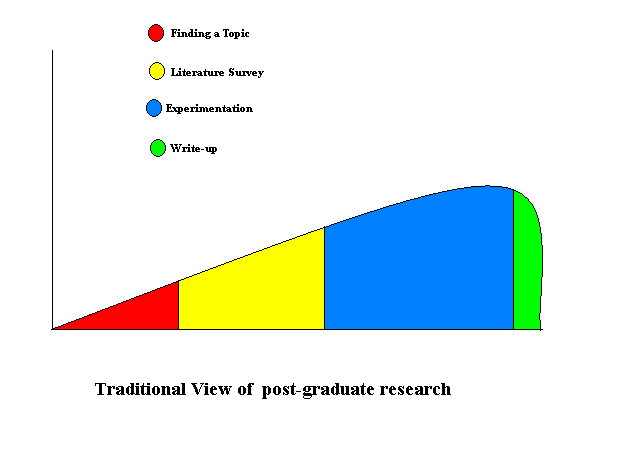 Finding a Topic
Literature Survey
Experimentation
Write-up
Traditional View of post-graduate research